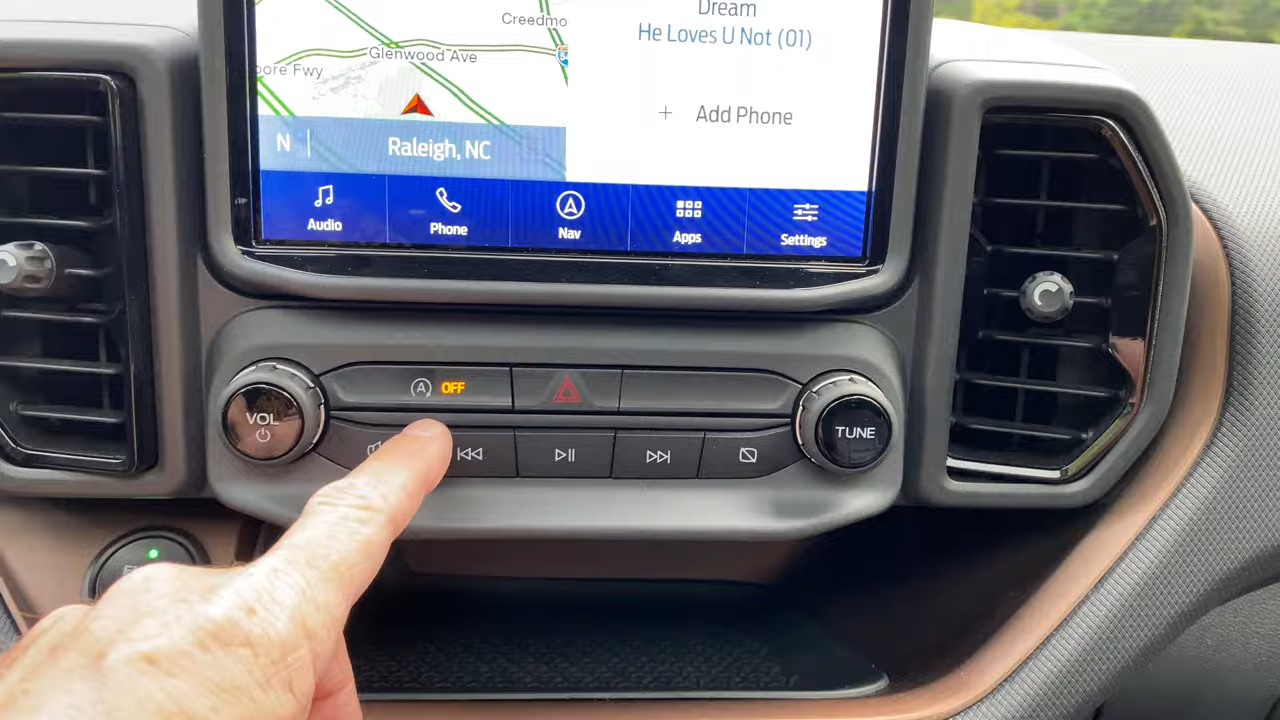 Creedmo
Glenwood Ave
oore Fwy
N
Raleigh, NC
Dream
He Loves U Not (01)
+ Add Phone
Audio
Phone
Nav
Apps
Settings
A OFF
VOL
TUNE